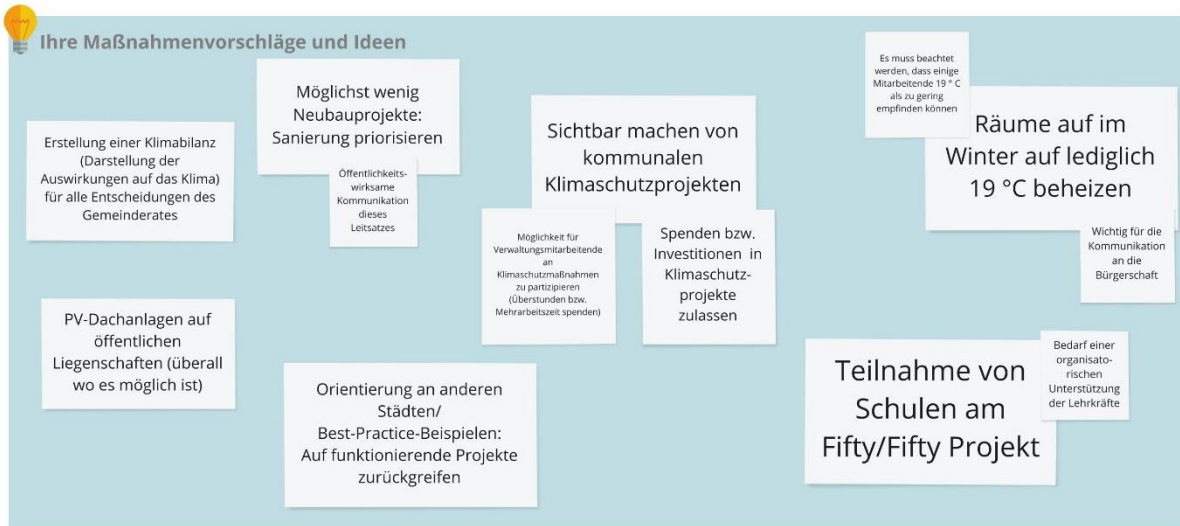 Ihre Maßnahmenvorschläge und Ideen
Erstellung einer Klimabilanz
(Darstellung der
Auswirkungen auf das Klima)
für alle Entscheidungen des
Gemeinderates
Möglichst wenig
Neubauprojekte:
Sanierung priorisieren
Öffentlichkeits-
wirksame
Kommunikation
dieses
Leitsatzes
Sichtbar machen von
kommunalen
Klimaschutzprojekten
Möglichkeit für
Verwaltungsmitarbeitende
an
Klimaschutzmaßnahmen
zu partizipieren
(Überstunden bzw.
Mehrarbeitszeit spenden)
Spenden bzw.
Investitionen in
Klimaschutz-
projekte
zulassen
Es muss beachtet
werden, dass einige
Mitarbeitende 19 ° C
als zu gering
empfinden können
Räume auf im
Winter auf lediglich
19 °C beheizen
Wichtig für die
Kommunikation
an die
Bürgerschaft
PV-Dachanlagen auf
öffentlichen
Liegenschaften (überall
wo es möglich ist)
Orientierung an anderen
Städten/
Best-Practice-Beispielen:
Auf funktionierende Projekte
zurückgreifen
Teilnahme von
Schulen am
Fifty/Fifty Projekt
Bedarf einer
organisato-
rischen
Unterstützung
der Lehrkräfte